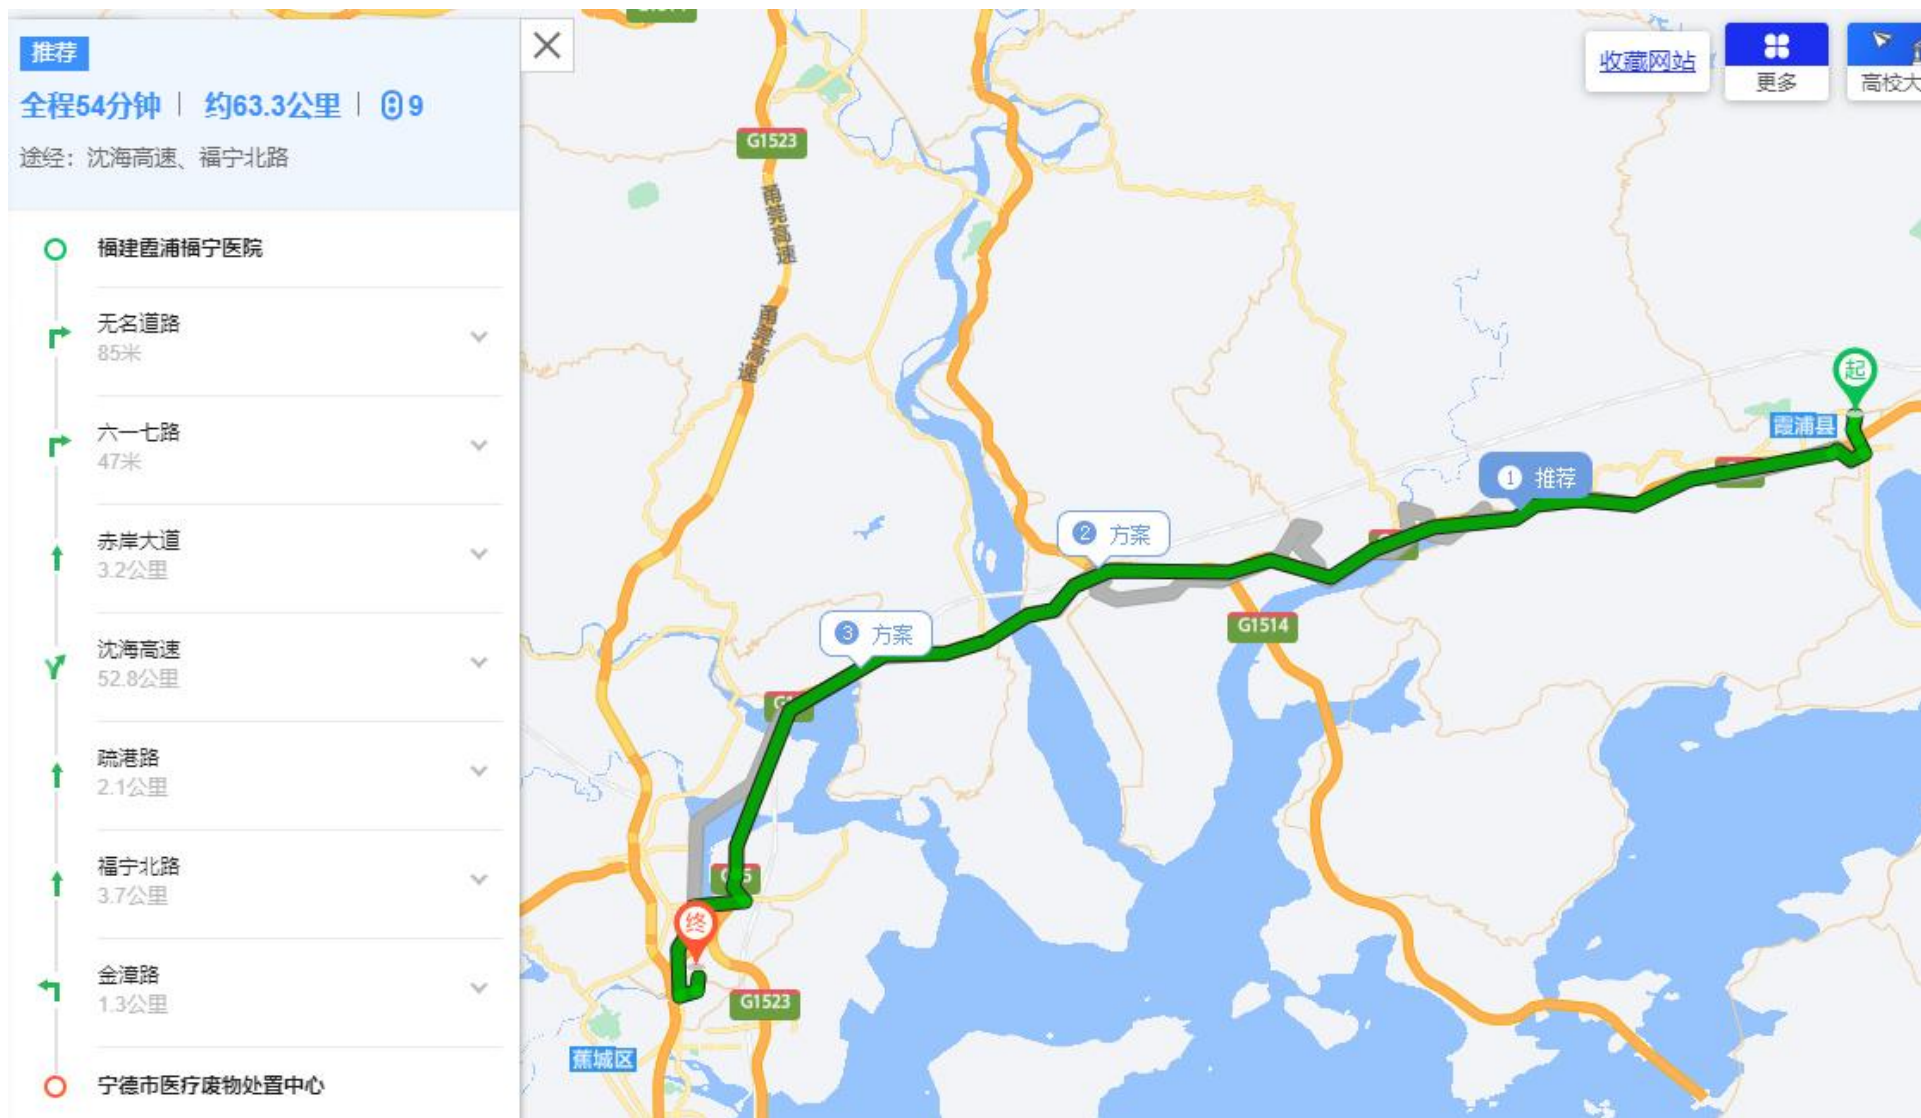 推荐
全程54分钟 约63.3公里 9
途经：沈海高速、福宁北路
福建霞浦福宁医院
无名道路
85米
六一七路
47米
赤岸大道
3.2公里
沈海高速
52.8公里
疏港路
2.1公里
福宁北路
3.7公里
金漳路
1.3公里
宁德市医疗废物处置中心
收藏网站
更多
高校大
G1523
甬莞高速
甬莞高速
起
霞浦县
1 推荐
2 方案
3 方案
G1514
终
G1523
蕉城区